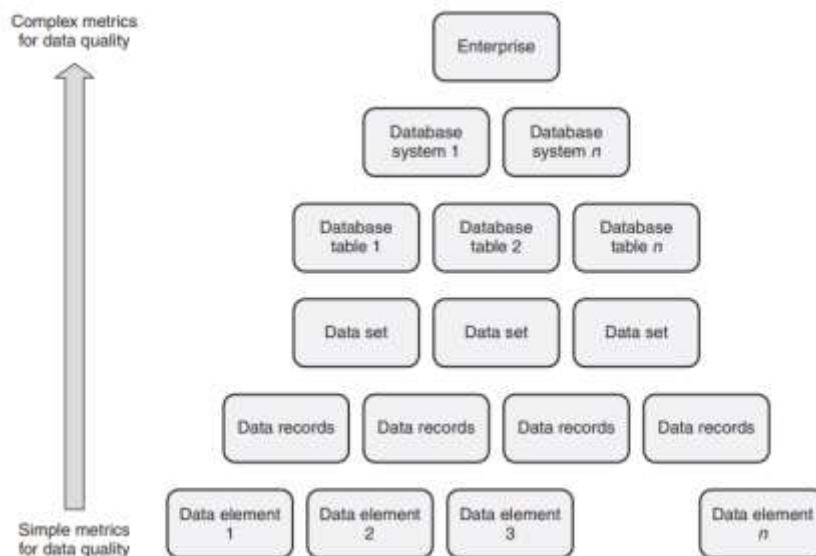 Complex metrics
for data quality
Enterprise
Database
system 1
Database
system n
Database
table 1
Database
table 2
Database
table n
Data set
Data set
Data set
Data records
Data records
Data records
Data records
Data element
1
Data element
2
Data element
3
Data element
n
Simple metrics
for data quality